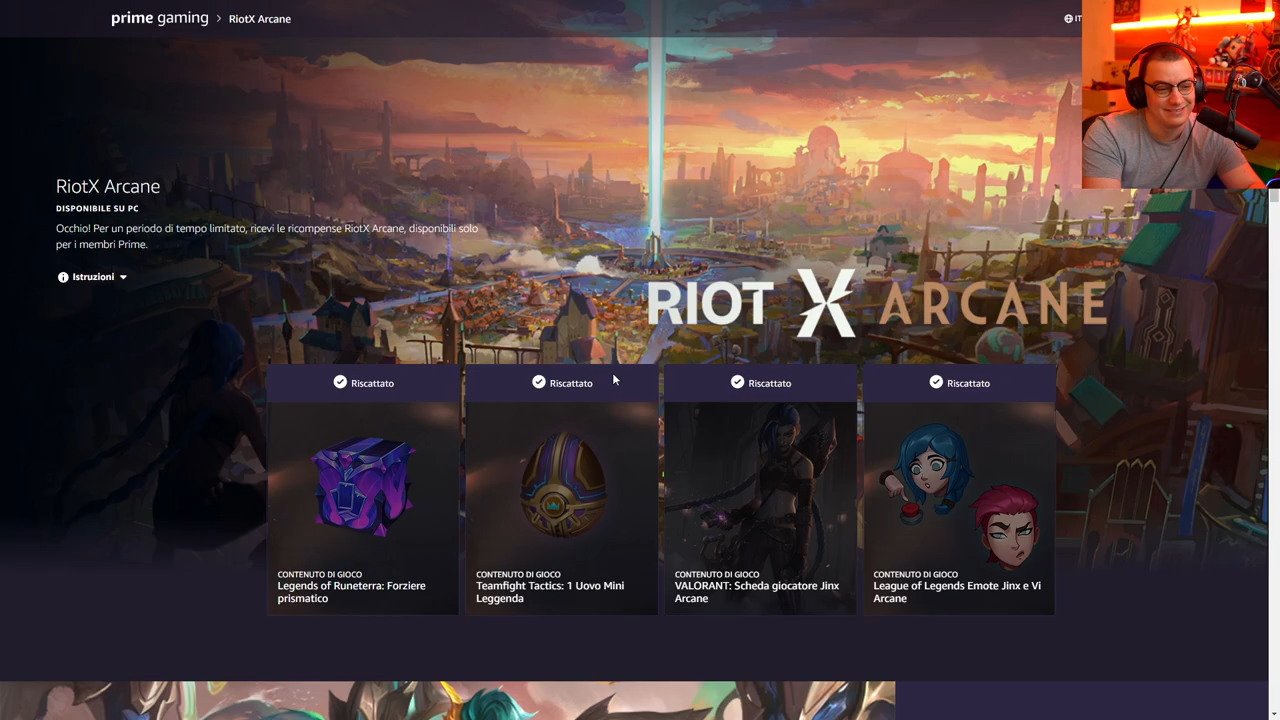 prime gaming > RiotX Arcane
IT
RiotX Arcane
DISPONIBILE SU PC
Occhio! Per un periodo di tempo limitato, ricevi le ricompense RiotX Arcane, disponibili solo
per i membri Prime.
Istruzioni
RIOT X ARCANE
Riscattato
Riscattato
Riscattato
Riscattato
CONTENUTO DI GIOCO
Legends of Runeterra: Forziere
prismatico
CONTENUTO DI GIOCO
Teamfight Tactics: 1 Uovo Mini
Leggenda
CONTENUTO DI GIOCO
VALORANT: Scheda giocatore Jinx
Arcane
CONTENUTO DI GIOCO
League of Legends Emote Jinx e Vi
Arcane